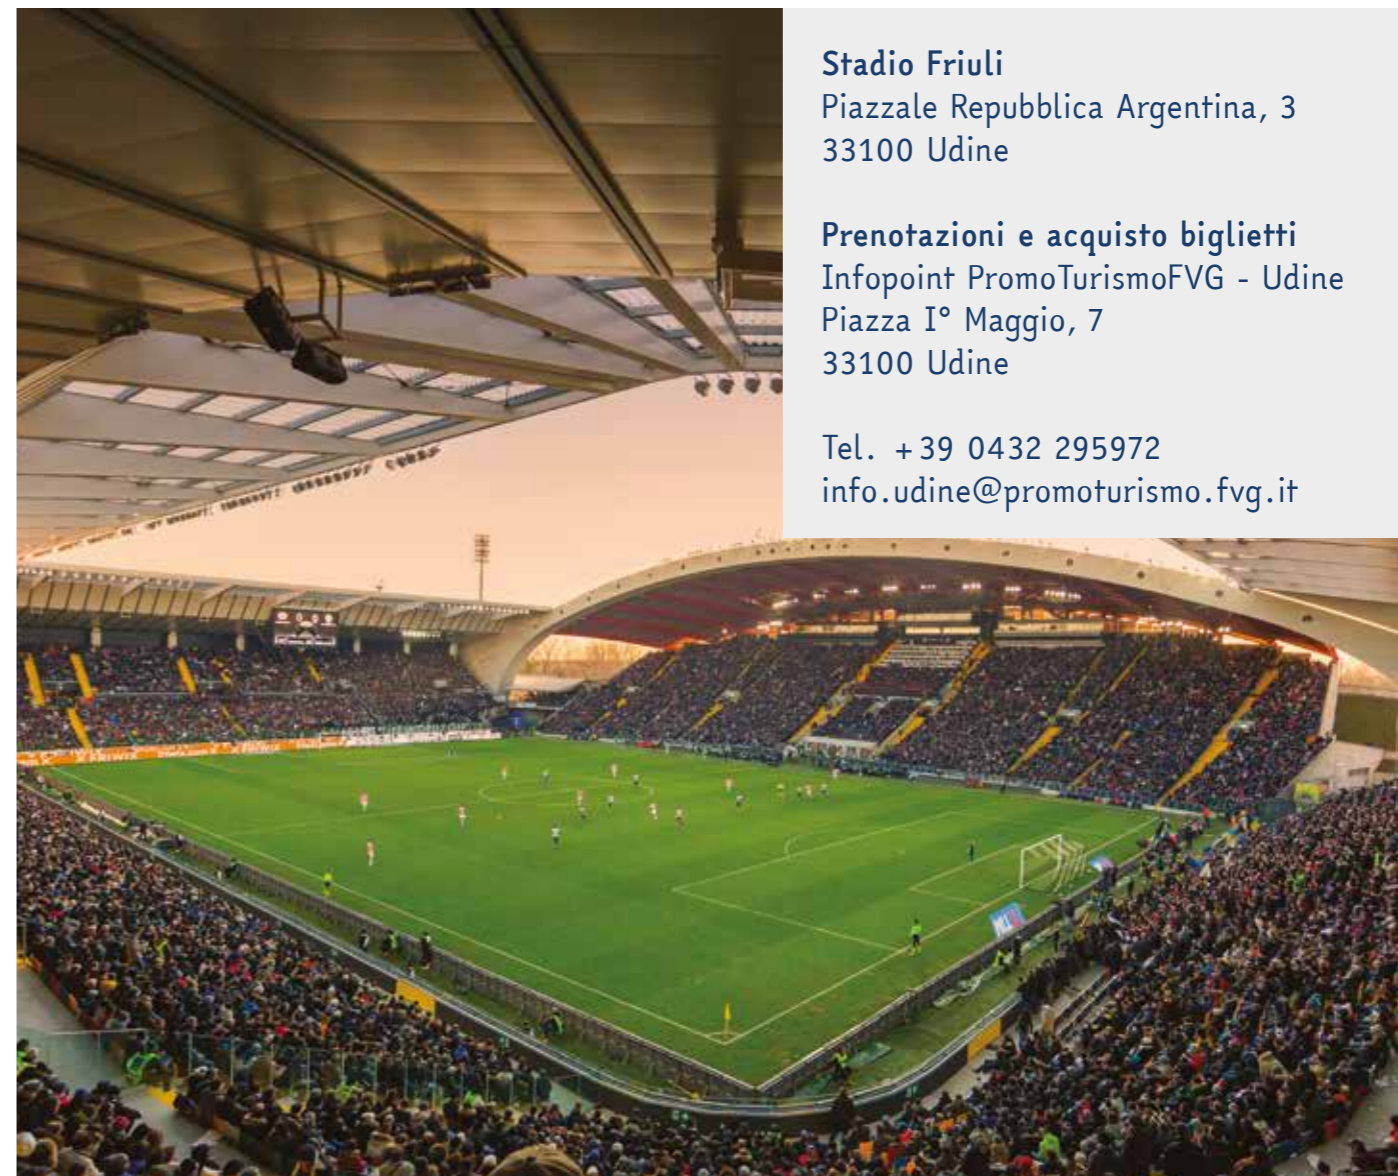 Stadio Friuli
Piazzale Repubblica Argentina, 3
33100 Udine
Prenotazioni e acquisto biglietti
Infopoint PromoTurismoFVG - Udine
Piazza I° Maggio, 7
33100 Udine
Tel. +39 0432 295972
info.udine@promoturismo.fvg.it